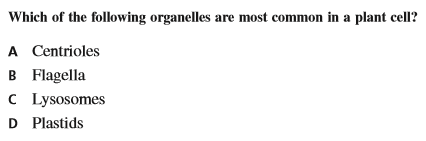 Which of the following organelles are most common in a plant cell?
A Centrioles
B Flagella
C Lysosomes
D Plastids